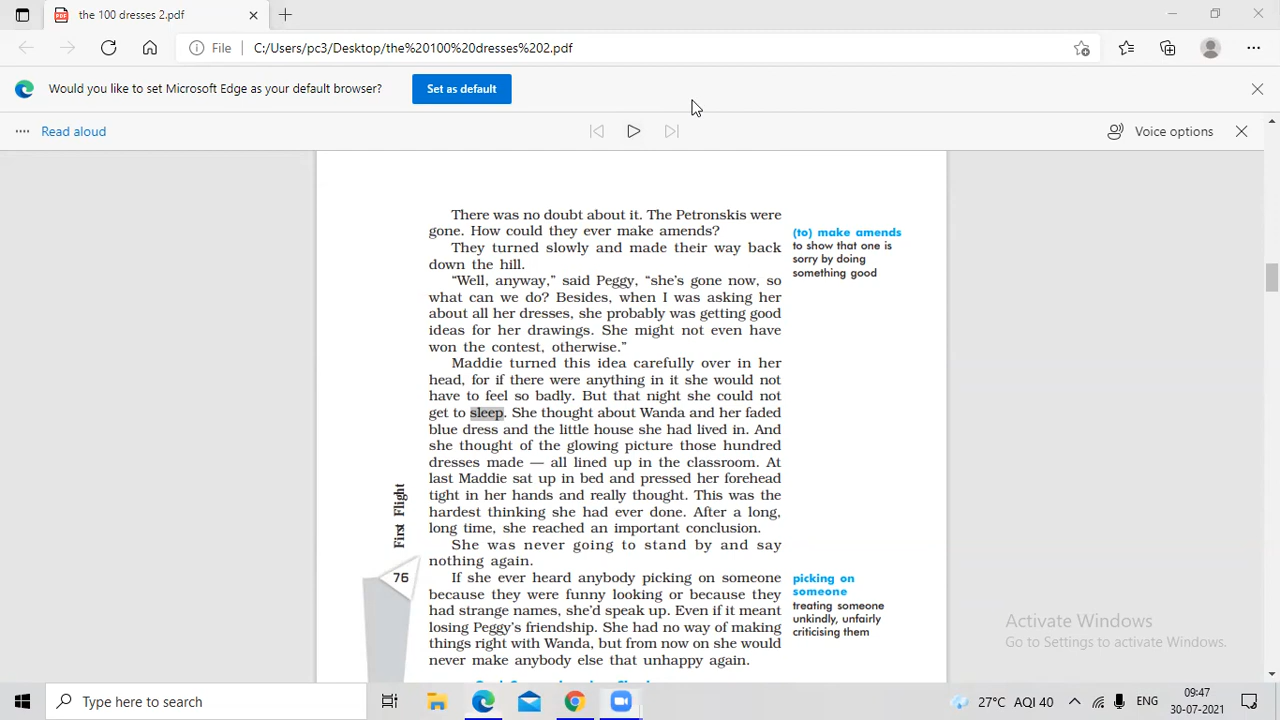 the 100 dresses 2.pdf
File C:/Users/pc3/Desktop/the%20100%20dresses%202.pdf
Would you like to set Microsoft Edge as your default browser? Set as default
Read aloud Voice options
There was no doubt about it. The Petronskis were
gone. How could they ever make amends?
They turned slowly and made their way back
down the hill.
“Well, anyway,” said Peggy, “she’s gone now, so
what can we do? Besides, when I was asking her
about all her dresses, she probably was getting good
ideas for her drawings. She might not even have
won the contest, otherwise.”
Maddie turned this idea carefully over in her
head, for if there were anything in it she would not
have to feel so badly. But that night she could not
get to sleep. She thought about Wanda and her faded
blue dress and the little house she had lived in. And
she thought of the glowing picture those hundred
dresses made — all lined up in the classroom. At
last Maddie sat up in bed and pressed her forehead
tight in her hands and really thought. This was the
hardest thinking she had ever done. After a long,
long time, she reached an important conclusion.
She was never going to stand by and say
nothing again.
If she ever heard anybody picking on someone
because they were funny looking or because they
had strange names, she’d speak up. Even if it meant
losing Peggy’s friendship. She had no way of making
things right with Wanda, but from now on she would
never make anybody else that unhappy again.
(to) make amends
to show that one is
sorry by doing
something good
picking on
someone
treating someone
unkindly, unfairly
criticising them
First Flight
76
Activate Windows
Go to Settings to activate Windows.
Type here to search
27°C AQI 40 ENG 09:47
30-07-2021